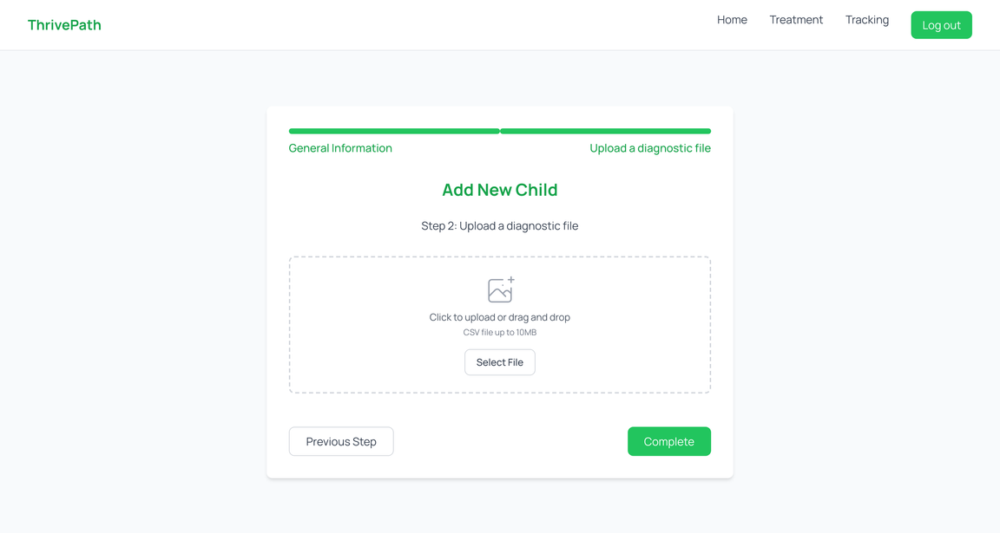 ThrivePath
Home Treatment Tracking Log out
General Information Upload a diagnostic file
Add New Child
Step 2: Upload a diagnostic file
Click to upload or drag and drop
CSV file up to 10MB
Select File
Previous Step Complete